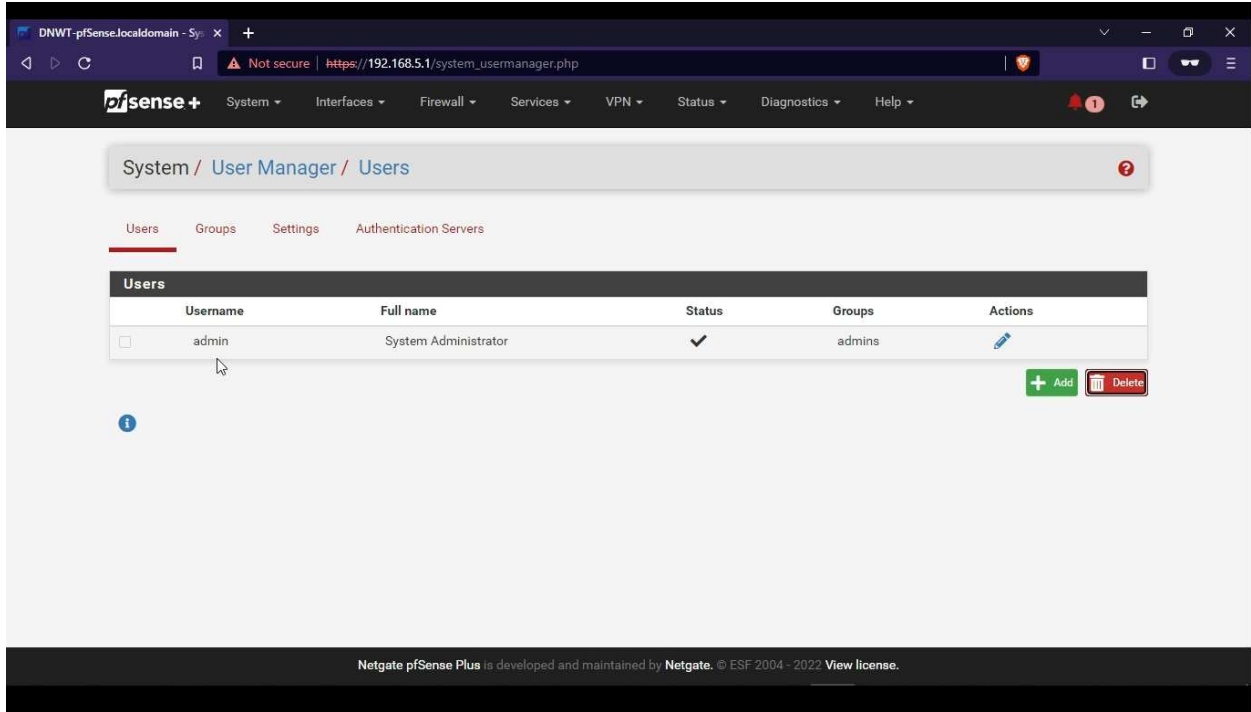 DNWT-pfSense.localdomain - Sys
Not secure | https://192.168.5.1/system_usermanager.php
pfsense + System Interfaces Firewall Services VPN Status Diagnostics Help 1
System / User Manager / Users
Users Groups Settings Authentication Servers
Users
Username Full name Status Groups Actions
admin System Administrator admins
Add Delete
Netgate pfSense Plus is developed and maintained by Netgate. © ESF 2004 - 2022 View license.